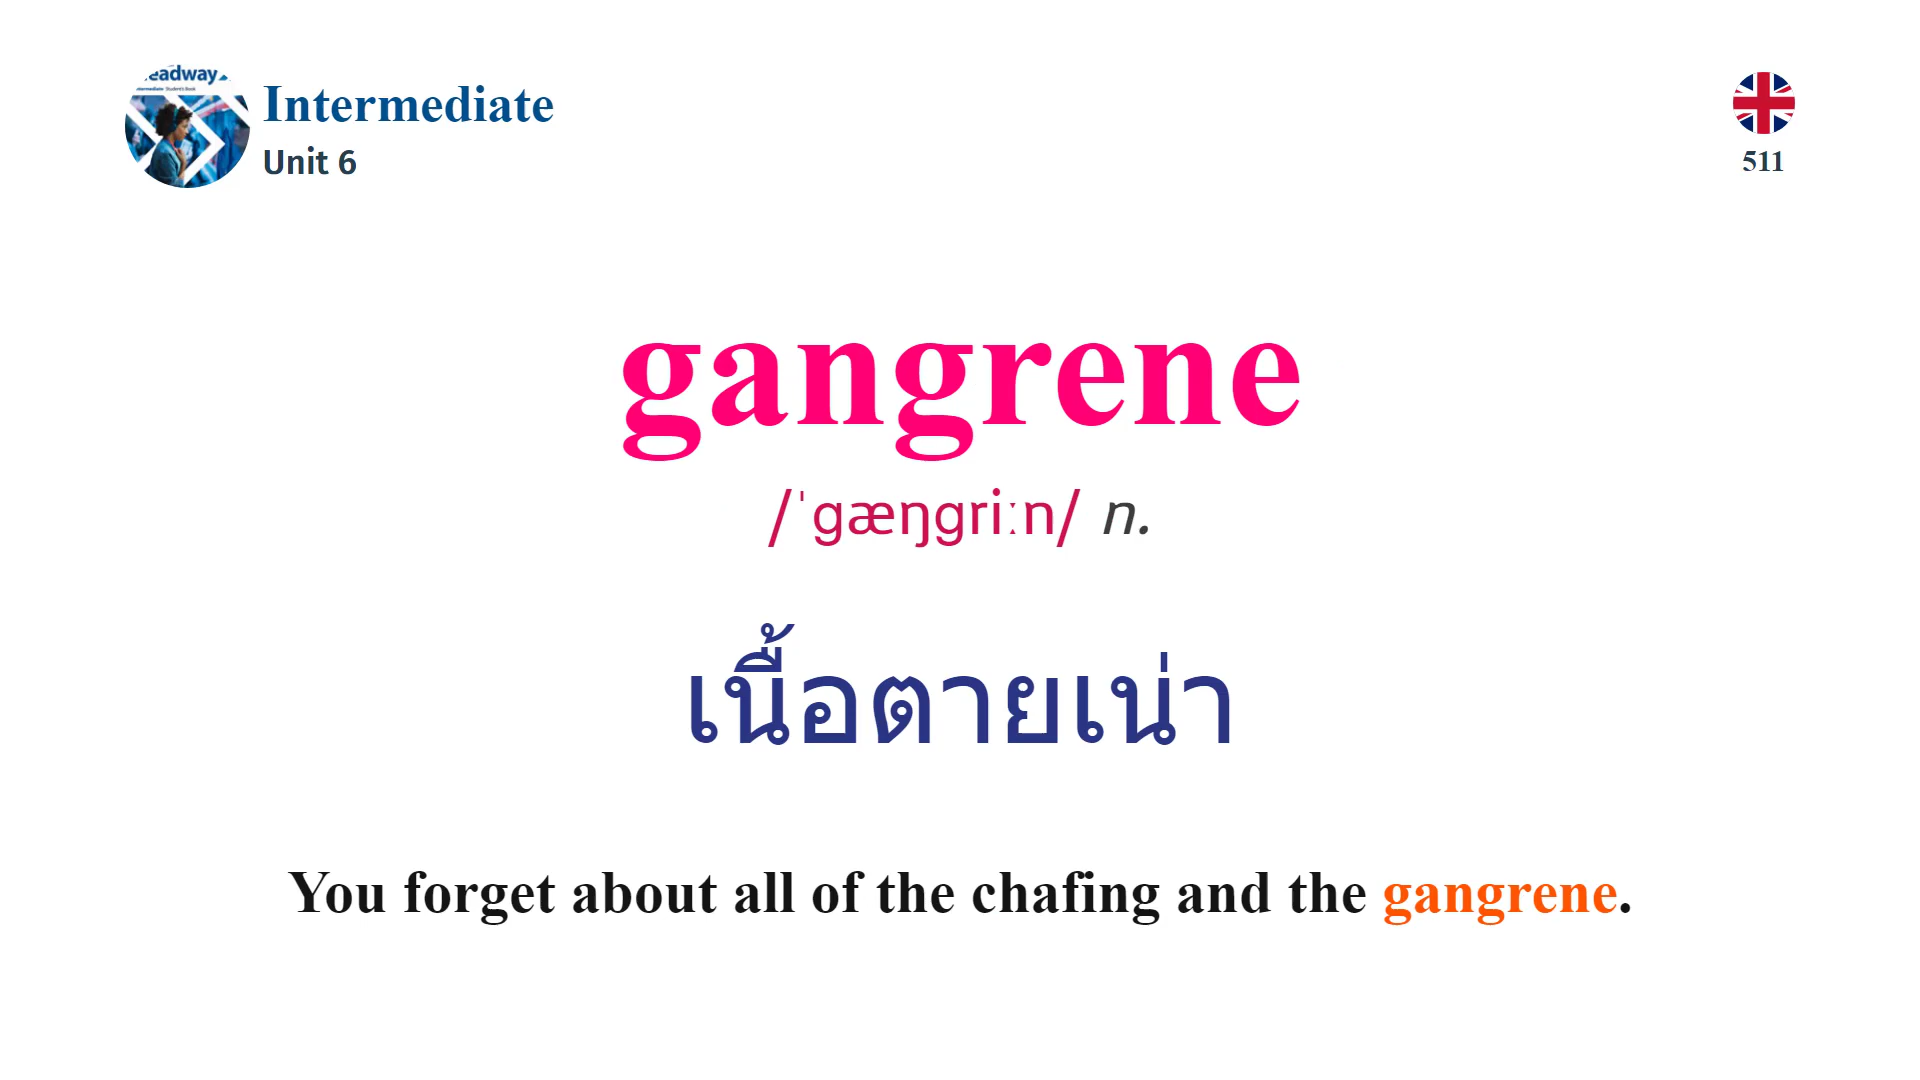 eadway
Intermediate
Unit 6
511
gangrene
/ˈɡæŋɡriːn/ n.
เนื้อตายเน่า
You forget about all of the chafing and the gangrene.